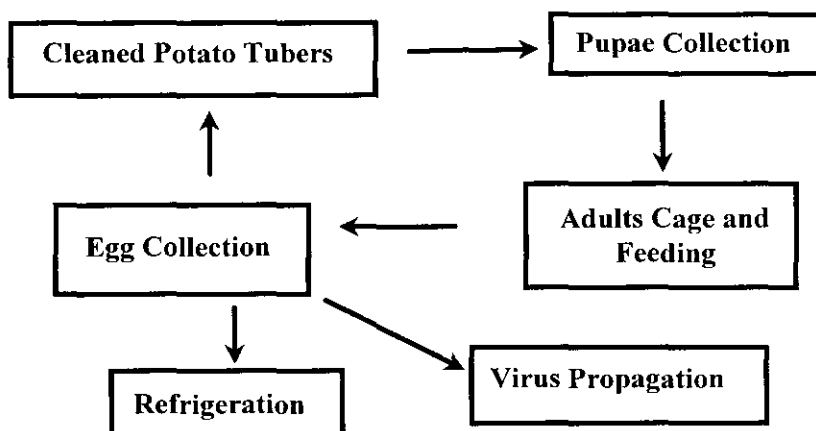 Cleaned Potato Tubers
Pupae Collection
Egg Collection
Adults Cage and
Feeding
Refrigeration
Virus Propagation